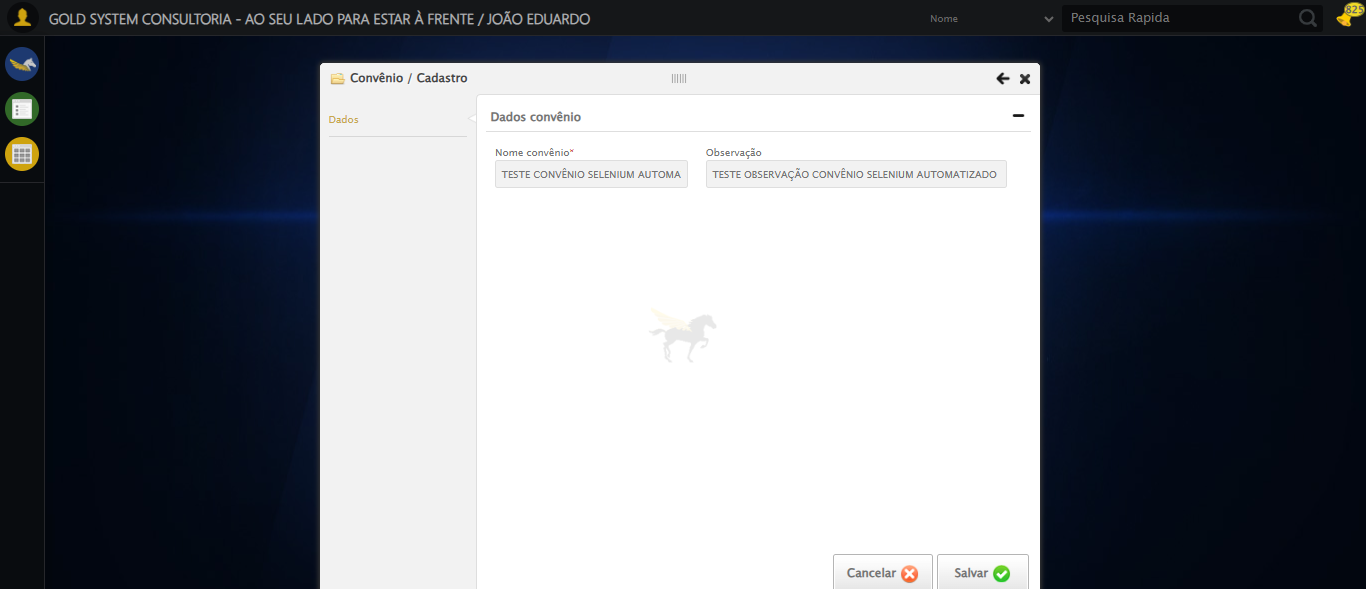 GOLD SYSTEM CONSULTORIA - AO SEU LADO PARA ESTAR À FRENTE / JOÃO EDUARDO
Nome
Pesquisa Rapida
825
Convênio / Cadastro
Dados
Dados convênio
Nome convênio*
Observação
TESTE CONVÊNIO SELENIUM AUTOMA
TESTE OBSERVAÇÃO CONVÊNIO SELENIUM AUTOMATIZADO
Cancelar
Salvar